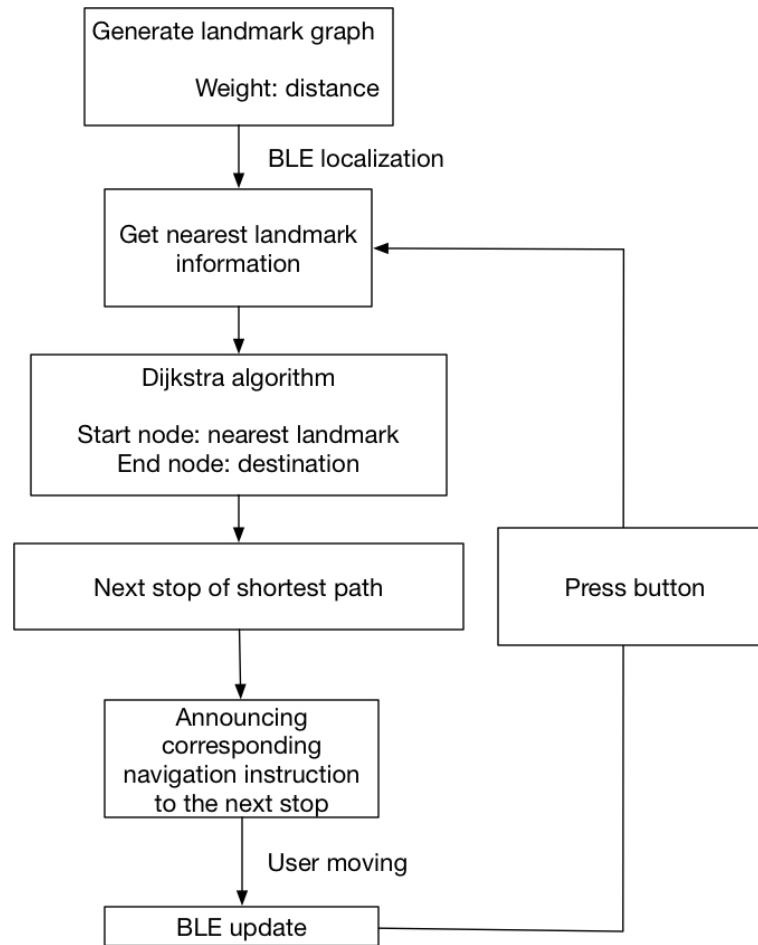 Generate landmark graph
Weight: distance
BLE localization
Get nearest landmark
information
Dijkstra algorithm
Start node: nearest landmark
End node: destination
Next stop of shortest path
Press button
Announcing
corresponding
navigation instruction
to the next stop
User moving
BLE update